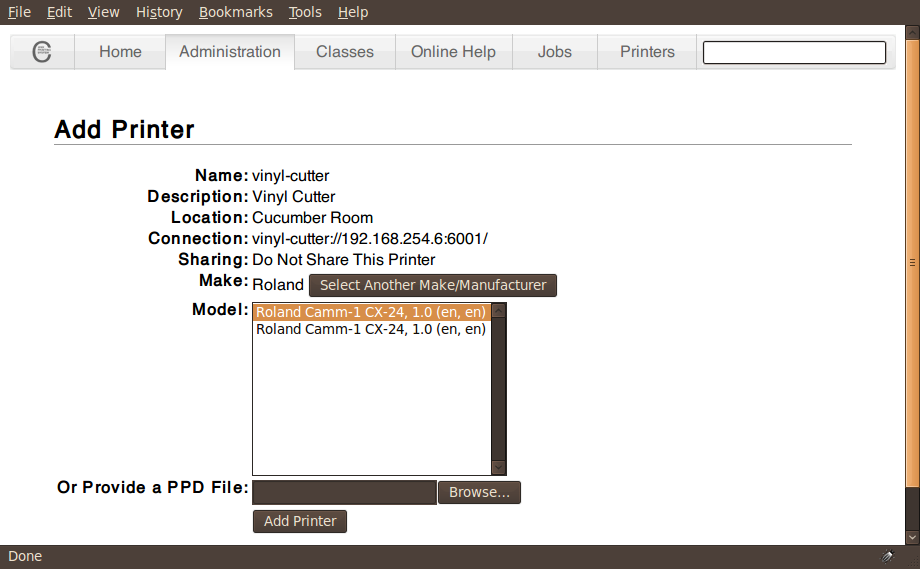 File Edit View History Bookmarks Tools Help
Home Administration Classes Online Help Jobs Printers
Add Printer
Name: vinyl-cutter
Description: Vinyl Cutter
Location: Cucumber Room
Connection: vinyl-cutter://192.168.254.6:6001/
Sharing: Do Not Share This Printer
Make: Roland Select Another Make/Manufacturer
Model: Roland Camm-1 CX-24, 1.0 (en, en)
Roland Camm-1 CX-24, 1.0 (en, en)
Or Provide a PPD File: Browse...
Add Printer
Done